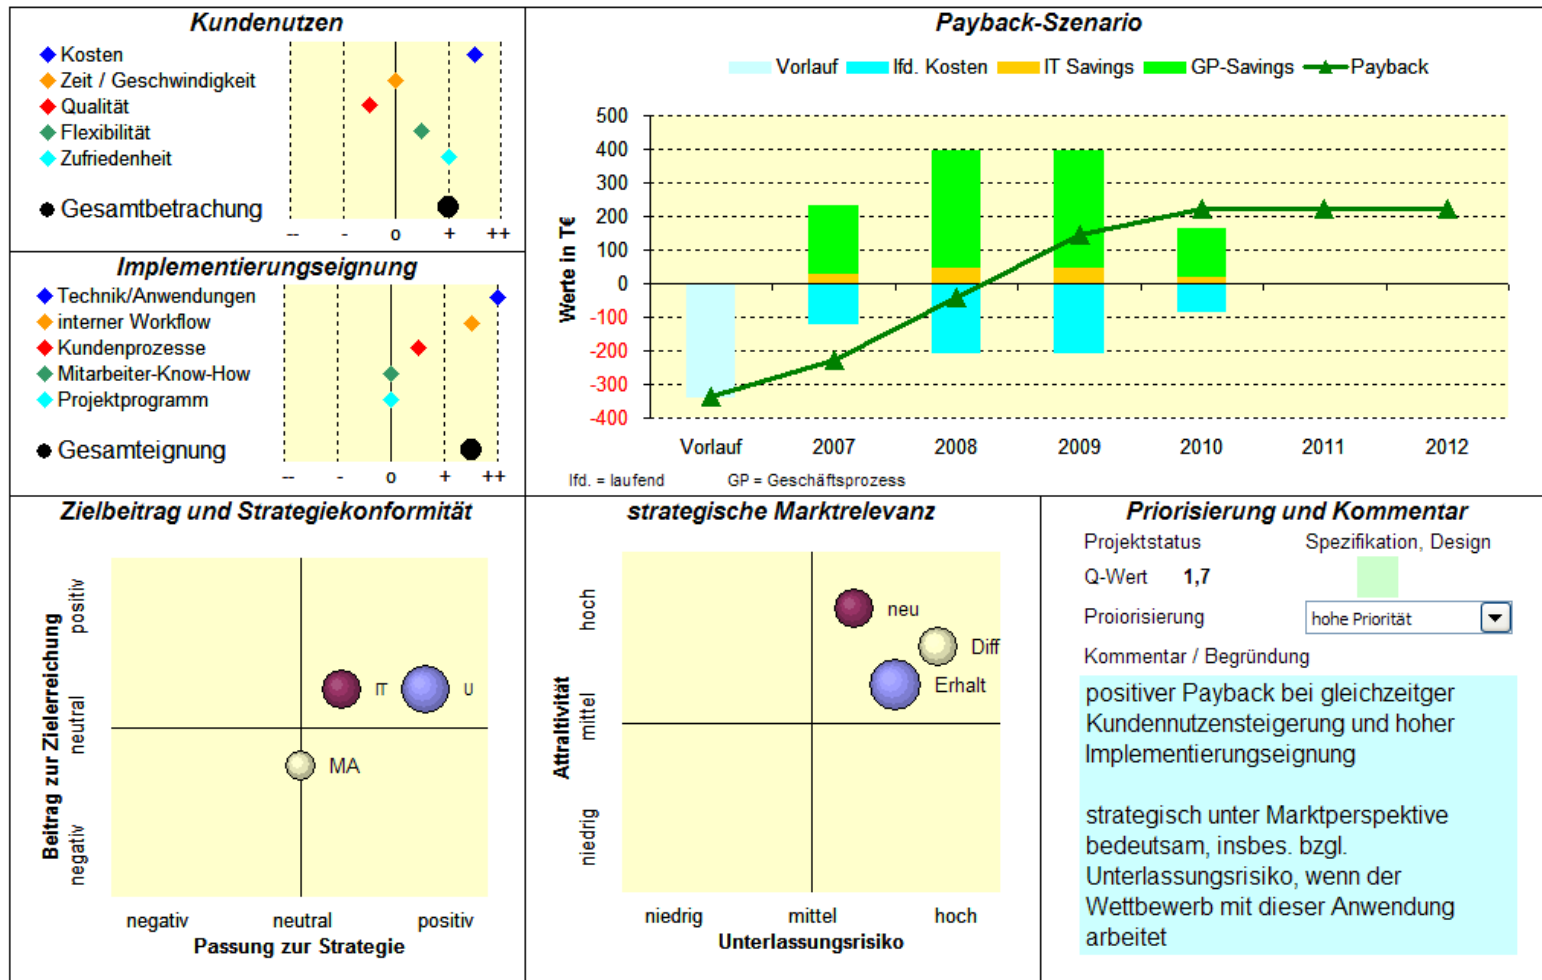 Kundenutzen
Kosten
Zeit / Geschwindigkeit
Qualität
Flexibilität
Zufriedenheit
Gesamtbetrachung
-- - o + ++
Implementierungseignung
Technik/Anwendungen
interner Workflow
Kundenprozesse
Mitarbeiter-Know-How
Projektprogramm
Gesamteignung
-- - o + ++
Payback-Szenario
Vorlauf lfd. Kosten IT Savings GP-Savings Payback
Werte in T€
500
400
300
200
100
0
-100
-200
-300
-400
Vorlauf 2007 2008 2009 2010 2011 2012
lfd. = laufend GP = Geschäftsprozess
Zielbeitrag und Strategiekonformität
Beitrag zur Zielerreichung
positiv
neutral
negativ
IT
U
MA
negativ neutral positiv
Passung zur Strategie
strategische Marktrelevanz
Attraltivität
hoch
mittel
niedrig
neu
Diff
Erhalt
niedrig mittel hoch
Unterlassungsrisiko
Priorisierung und Kommentar
Projektstatus Spezifikation, Design
Q-Wert 1,7
Proiorisierung hohe Priorität
Kommentar / Begründung
positiver Payback bei gleichzeitger
Kundennutzensteigerung und hoher
Implementierungseignung
strategisch unter Marktperspektive
bedeutsam, insbes. bzgl.
Unterlassungsrisiko, wenn der
Wettbewerb mit dieser Anwendung
arbeitet